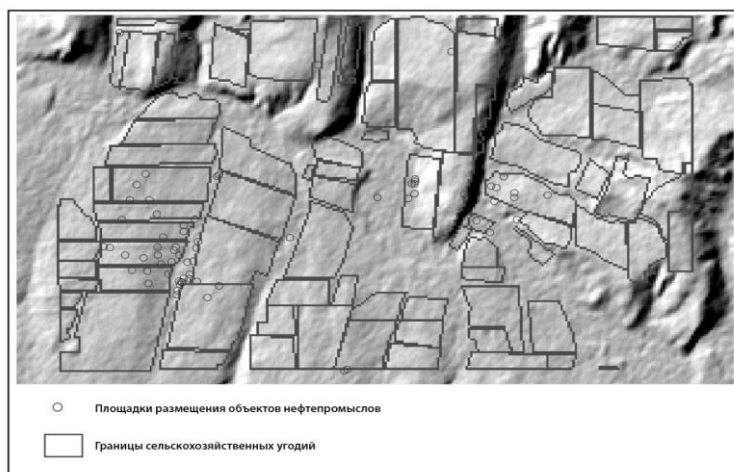 Площадки размещения объектов нефтепромыслов
Границы сельскохозяйственных угодий